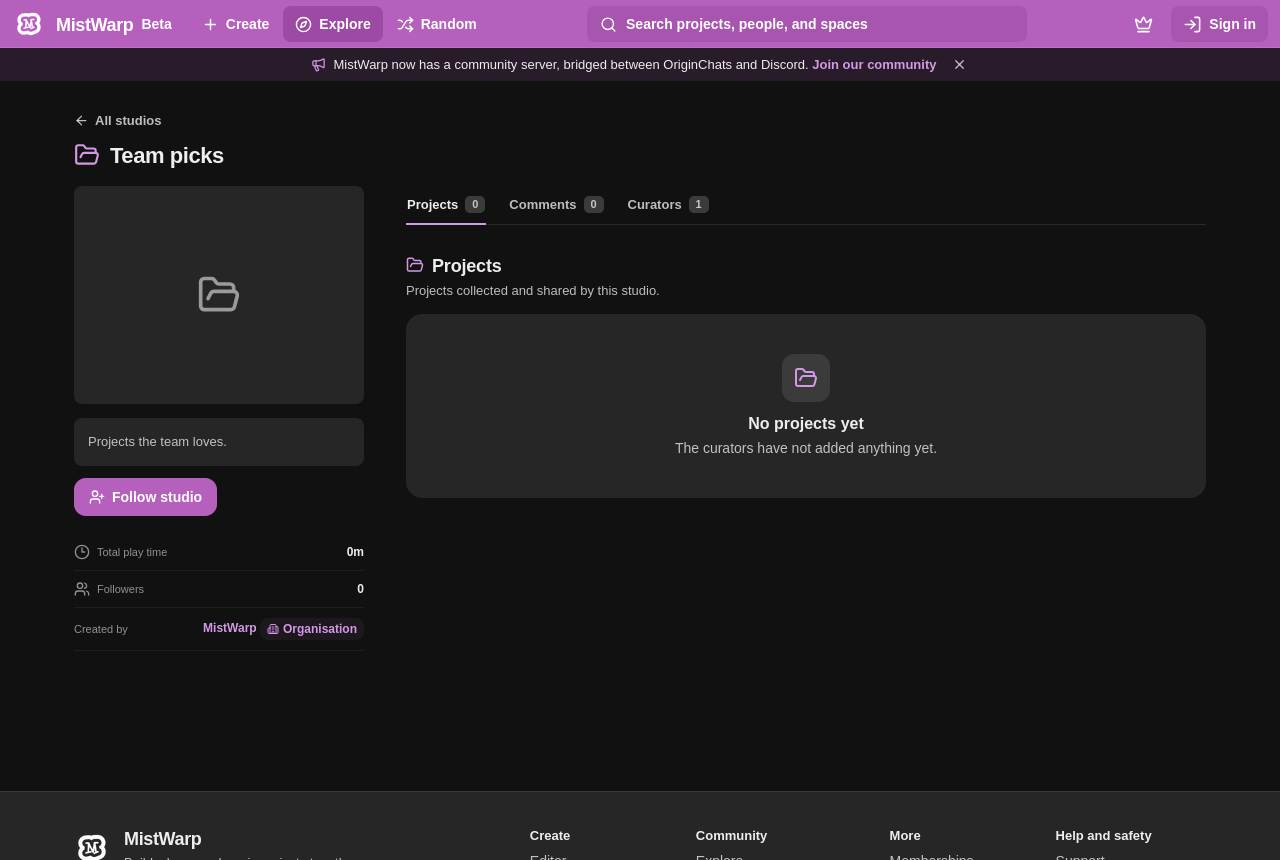 MistWarp Beta
Create
Explore
Random
Search projects, people, and spaces
Sign in
MistWarp now has a community server, bridged between OriginChats and Discord. Join our community
All studios
Team picks
Projects 0
Comments 0
Curators 1
Projects
Projects collected and shared by this studio.
No projects yet
The curators have not added anything yet.
Projects the team loves.
Follow studio
Total play time 0m
Followers 0
Created by MistWarp Organisation
MistWarp
Create
Community
More
Help and safety
Editor
Explore
Memberships
Support